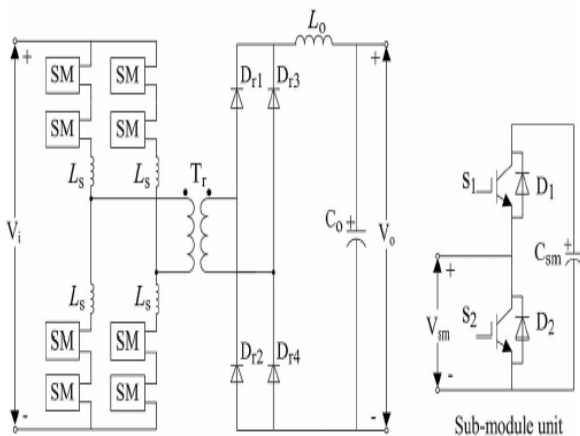 Lo
+ SM SM
Dr1 Dr3 +
SM SM
S1 D1
Ls Ls Tr
Csm +
Vi Co + Vo
+
Ls Ls
S2 D2
Vsm
SM SM Dr2 Dr4
SM SM
- - -
Sub-module unit